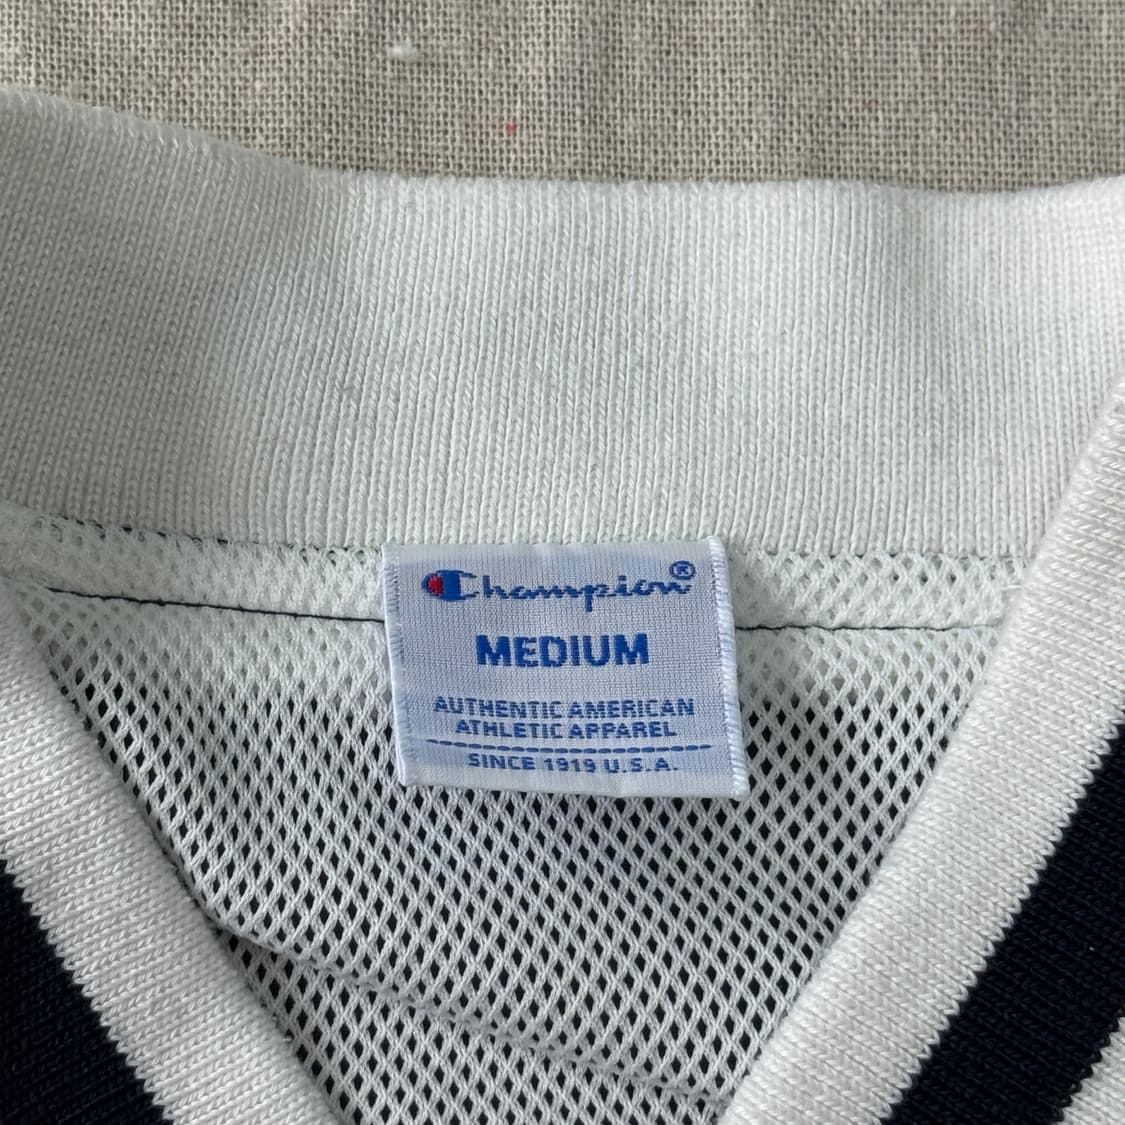 Champion®
MEDIUM
AUTHENTIC AMERICAN
ATHLETIC APPAREL
SINCE 1919 U.S.A.